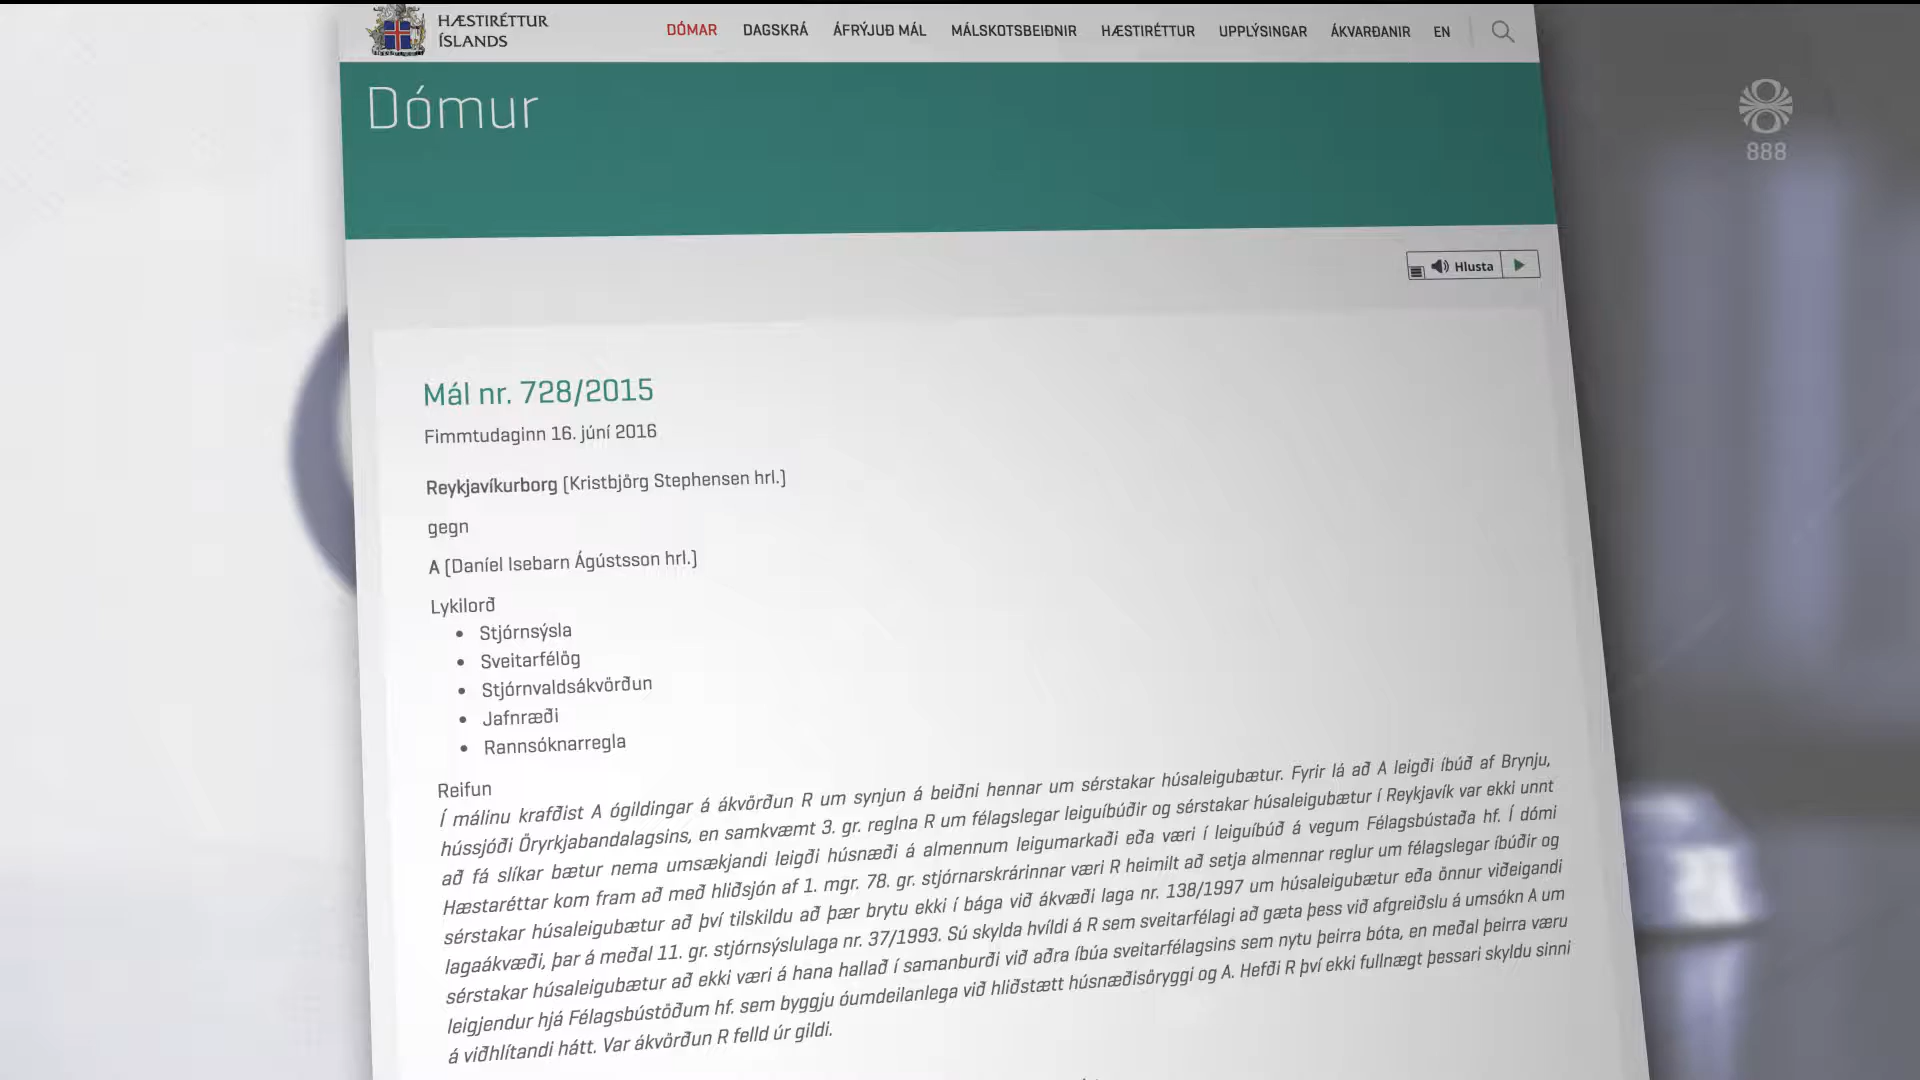 HÆSTIRÉTTUR
ÍSLANDS
DÓMAR DAGSKRÁ ÁFRÝJUÐ MÁL MÁLSKOTSBEIÐNIR HÆSTIRÉTTUR UPPLÝSINGAR ÁKVARÐANIR EN
Dómur
888
Hlusta
Mál nr. 728/2015
Fimmtudaginn 16. júní 2016
Reykjavíkurborg (Kristbjörg Stephensen hrl.)
gegn
A (Daníel Isebarn Ágústsson hrl.)
Lykilorð
• Stjórnsýsla
• Sveitarfélög
• Stjórnvaldsákvörðun
• Jafnræði
• Rannsóknarregla
Reifun
Í málinu krafðist A ógildingar á ákvörðun R um synjun á beiðni hennar um sérstakar húsaleigubætur. Fyrir lá að A leigði íbúð af Brynju,
hússjóði Öryrkjabandalagsins, en samkvæmt 3. gr. reglna R um félagslegar leiguíbúðir og sérstakar húsaleigubætur í Reykjavík var ekki unnt
að fá slíkar bætur nema umsækjandi leigði húsnæði á almennum leigumarkaði eða væri í leiguíbúð á vegum Félagsbústaða hf. Í dómi
Hæstaréttar kom fram að með hliðsjón af 1. mgr. 78. gr. stjórnarskrárinnar væri R heimilt að setja almennar reglur um félagslegar íbúðir og
sérstakar húsaleigubætur að því tilskildu að þær brytu ekki í bága við ákvæði laga nr. 138/1997 um húsaleigubætur eða önnur viðeigandi
lagaákvæði, þar á meðal 11. gr. stjórnsýslulaga nr. 37/1993. Sú skylda hvíldi á R sem sveitarfélagi að gæta þess við afgreiðslu á umsókn A um
sérstakar húsaleigubætur að ekki væri á hana hallað í samanburði við aðra íbúa sveitarfélagsins sem nytu þeirra bóta, en meðal þeirra væru
leigjendur hjá Félagsbústöðum hf. sem byggju óumdeilanlega við hliðstætt húsnæðisöryggi og A. Hefði R því ekki fullnægt þessari skyldu sinni
á viðhlítandi hátt. Var ákvörðun R felld úr gildi.